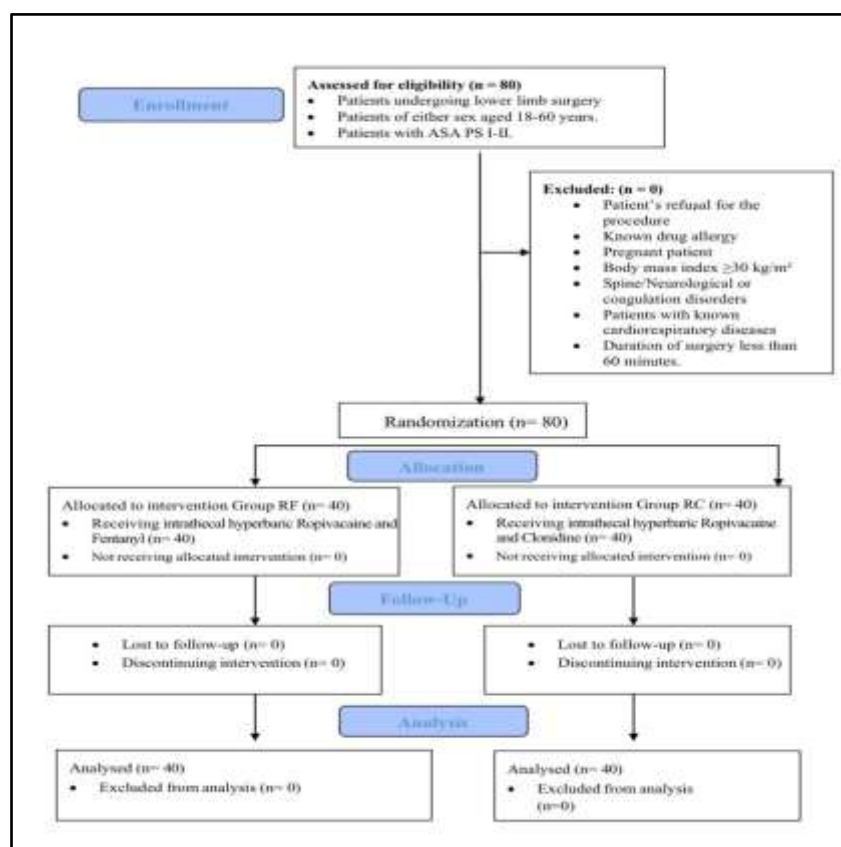 Enrollment
Assessed for eligibility (n = 80)
• Patients undergoing lower limb surgery
• Patients of either sex aged 18-60 years.
• Patients with ASA PS I-II.
Excluded: (n = 0)
• Patient's refusal for the
procedure
• Known drug allergy
• Pregnant patient
• Body mass index ≥30 kg/m²
• Spine/Neurological or
coagulation disorders
• Patients with known
cardiorespiratory diseases
• Duration of surgery less than
60 minutes.
Randomization (n= 80)
Allocation
Allocated to intervention Group RF (n= 40)
• Receiving intrathecal hyperbaric Ropivacaine and
Fentanyl (n= 40)
• Not receiving allocated intervention (n= 0)
Allocated to intervention Group RC (n= 40)
• Receiving intrathecal hyperbaric Ropivacaine
and Clonidine (n= 40)
• Not receiving allocated intervention (n= 0)
Follow-Up
• Lost to follow-up (n= 0)
• Discontinuing intervention (n= 0)
• Lost to follow-up (n= 0)
• Discontinuing intervention (n= 0)
Analysis
Analysed (n= 40)
• Excluded from analysis (n= 0)
Analysed (n= 40)
• Excluded from analysis
(n=0)